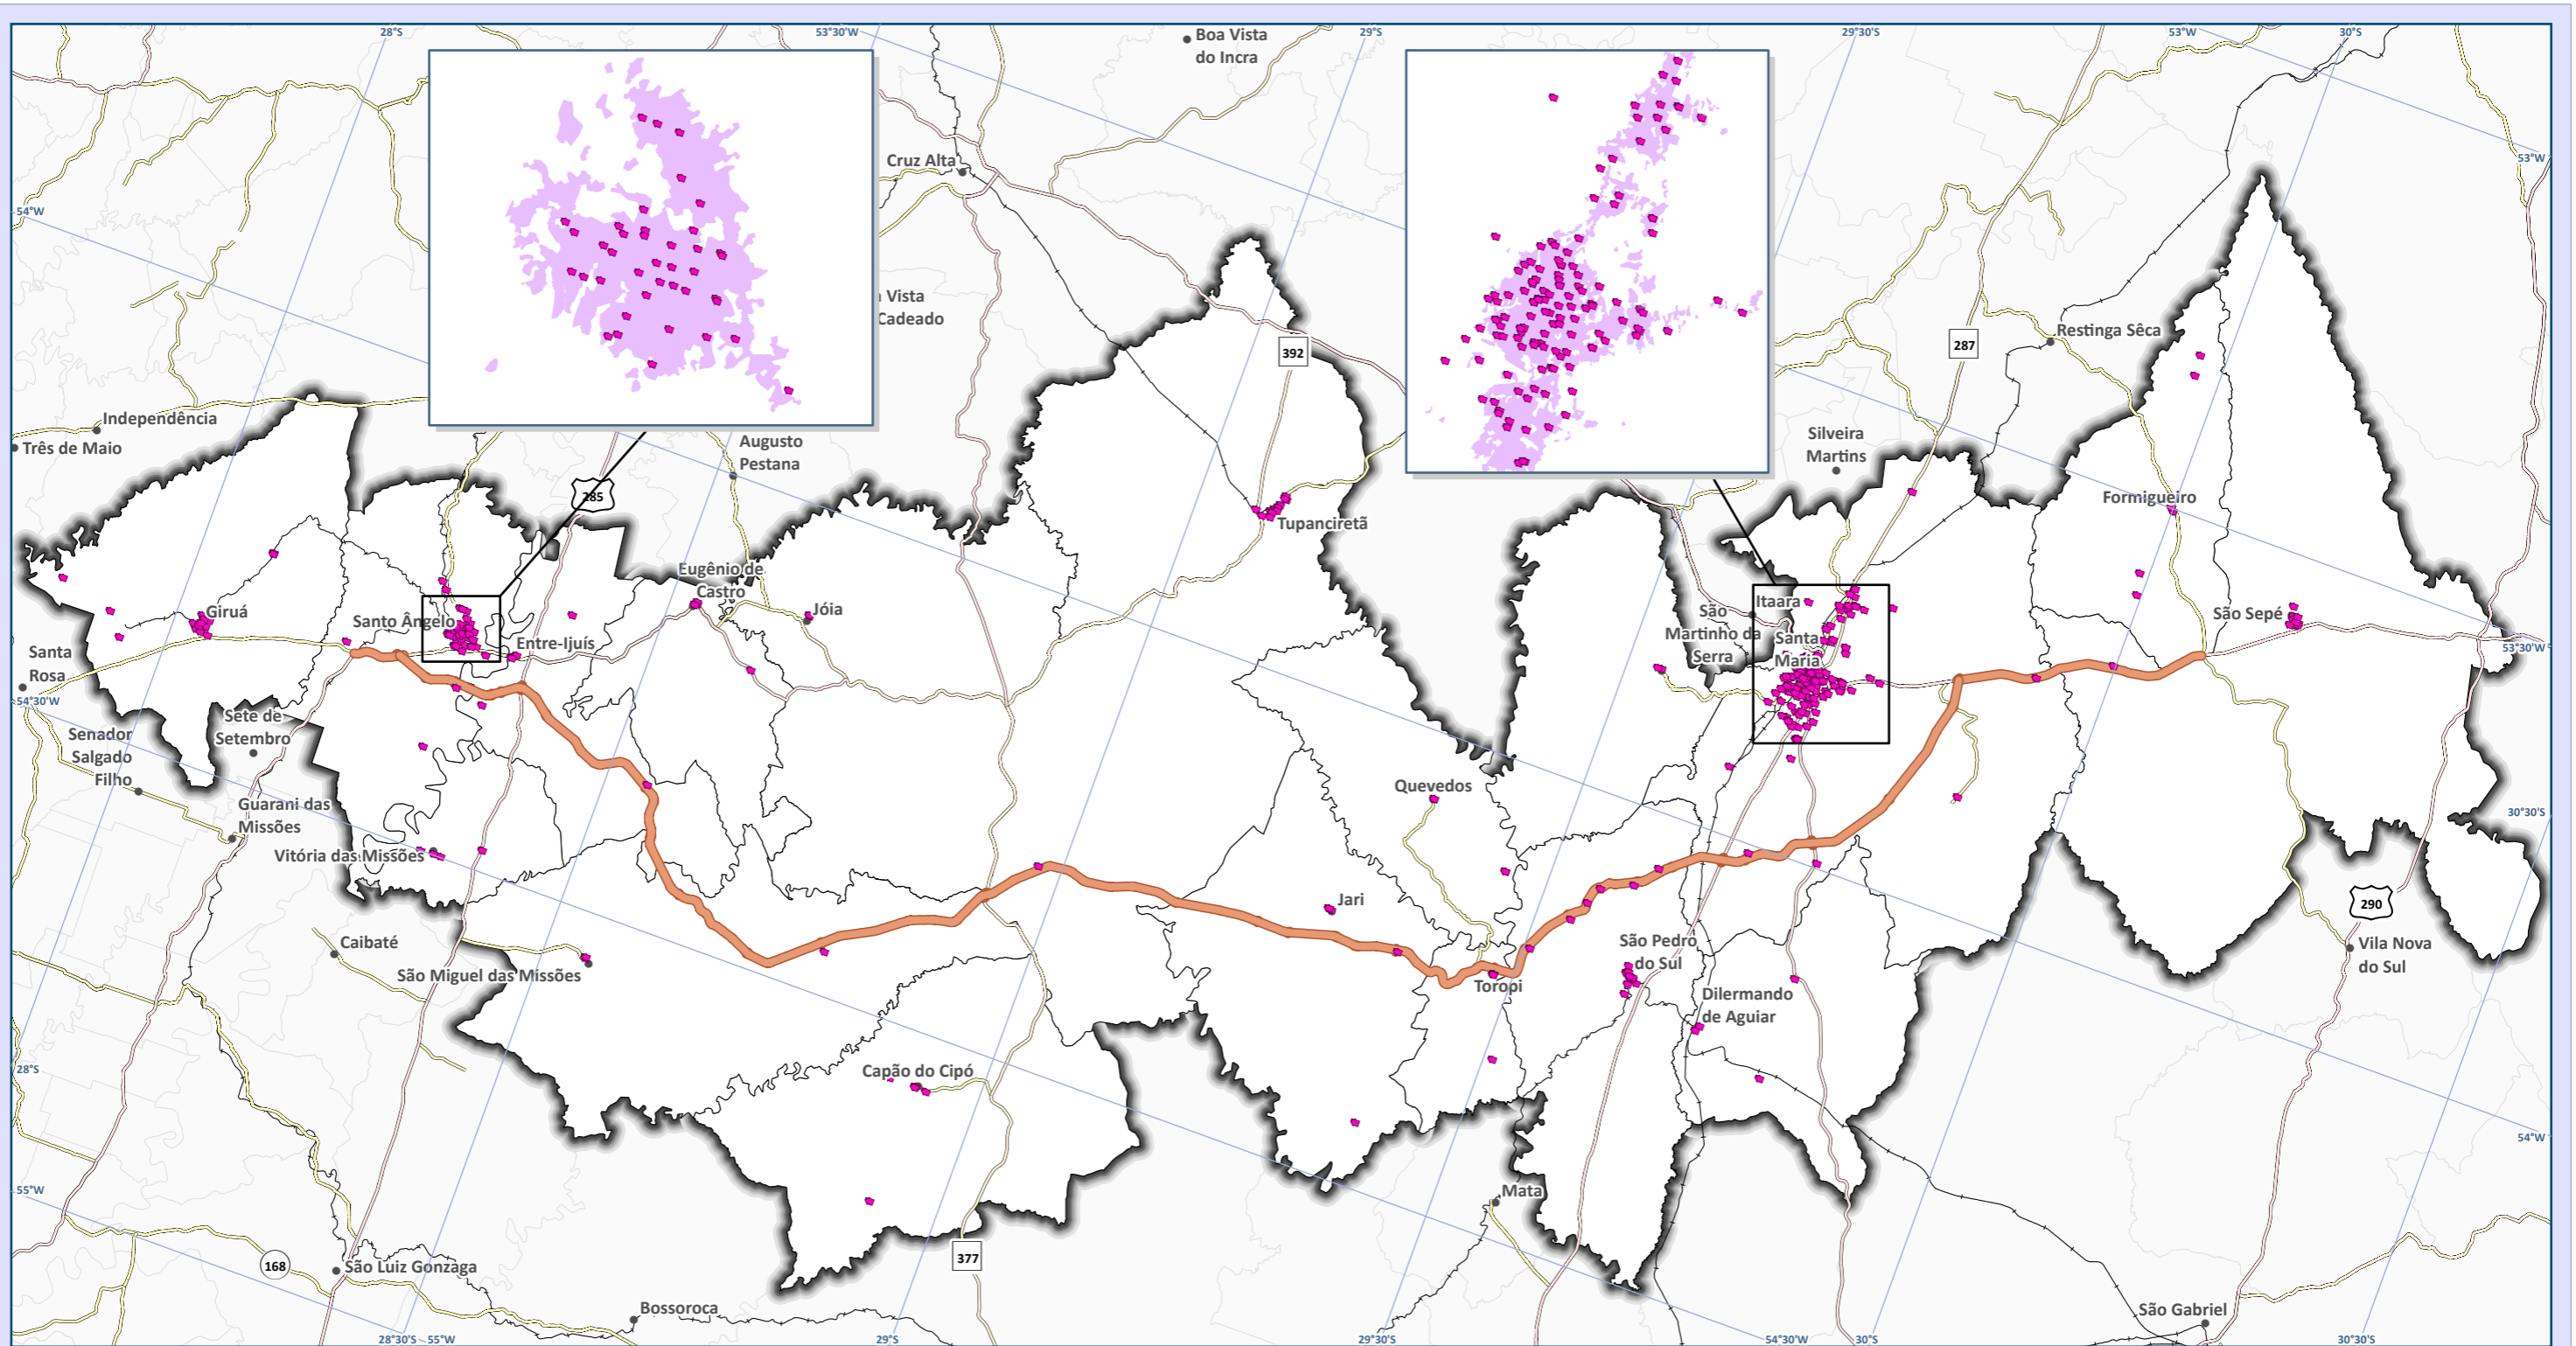 28°S
53°30'W
29°S
29°30'S
53°W
30°S
Boa Vista
do Incra
Cruz Alta
53°W
54°W
Vista
Cadeado
Restinga Sêca
287
392
Independência
Três de Maio
Augusto
Pestana
Silveira
Martins
285
Formigueiro
Tupanciretã
Eugênio de
Castro
Giruá
Jóia
Santo Ângelo
Entre-Ijuís
São
Martinho da
Serra
Itaara
Santa
Maria
São Sepé
53°30'W
Santa
Rosa
54°30'W
Sete de
Setembro
Senador
Salgado
Filho
Quevedos
Guarani das
Missões
30°30'S
Vitória das Missões
Jari
290
Caibaté
São Miguel das Missões
São Pedro
do Sul
Vila Nova
do Sul
Toropi
Dilermando
de Aguiar
28°S
Capão do Cipó
54°W
55°W
Mata
168
São Luiz Gonzaga
377
Bossoroca
São Gabriel
28°30'S
55°W
29°S
29°30'S
54°30'W
30°S
30°30'S